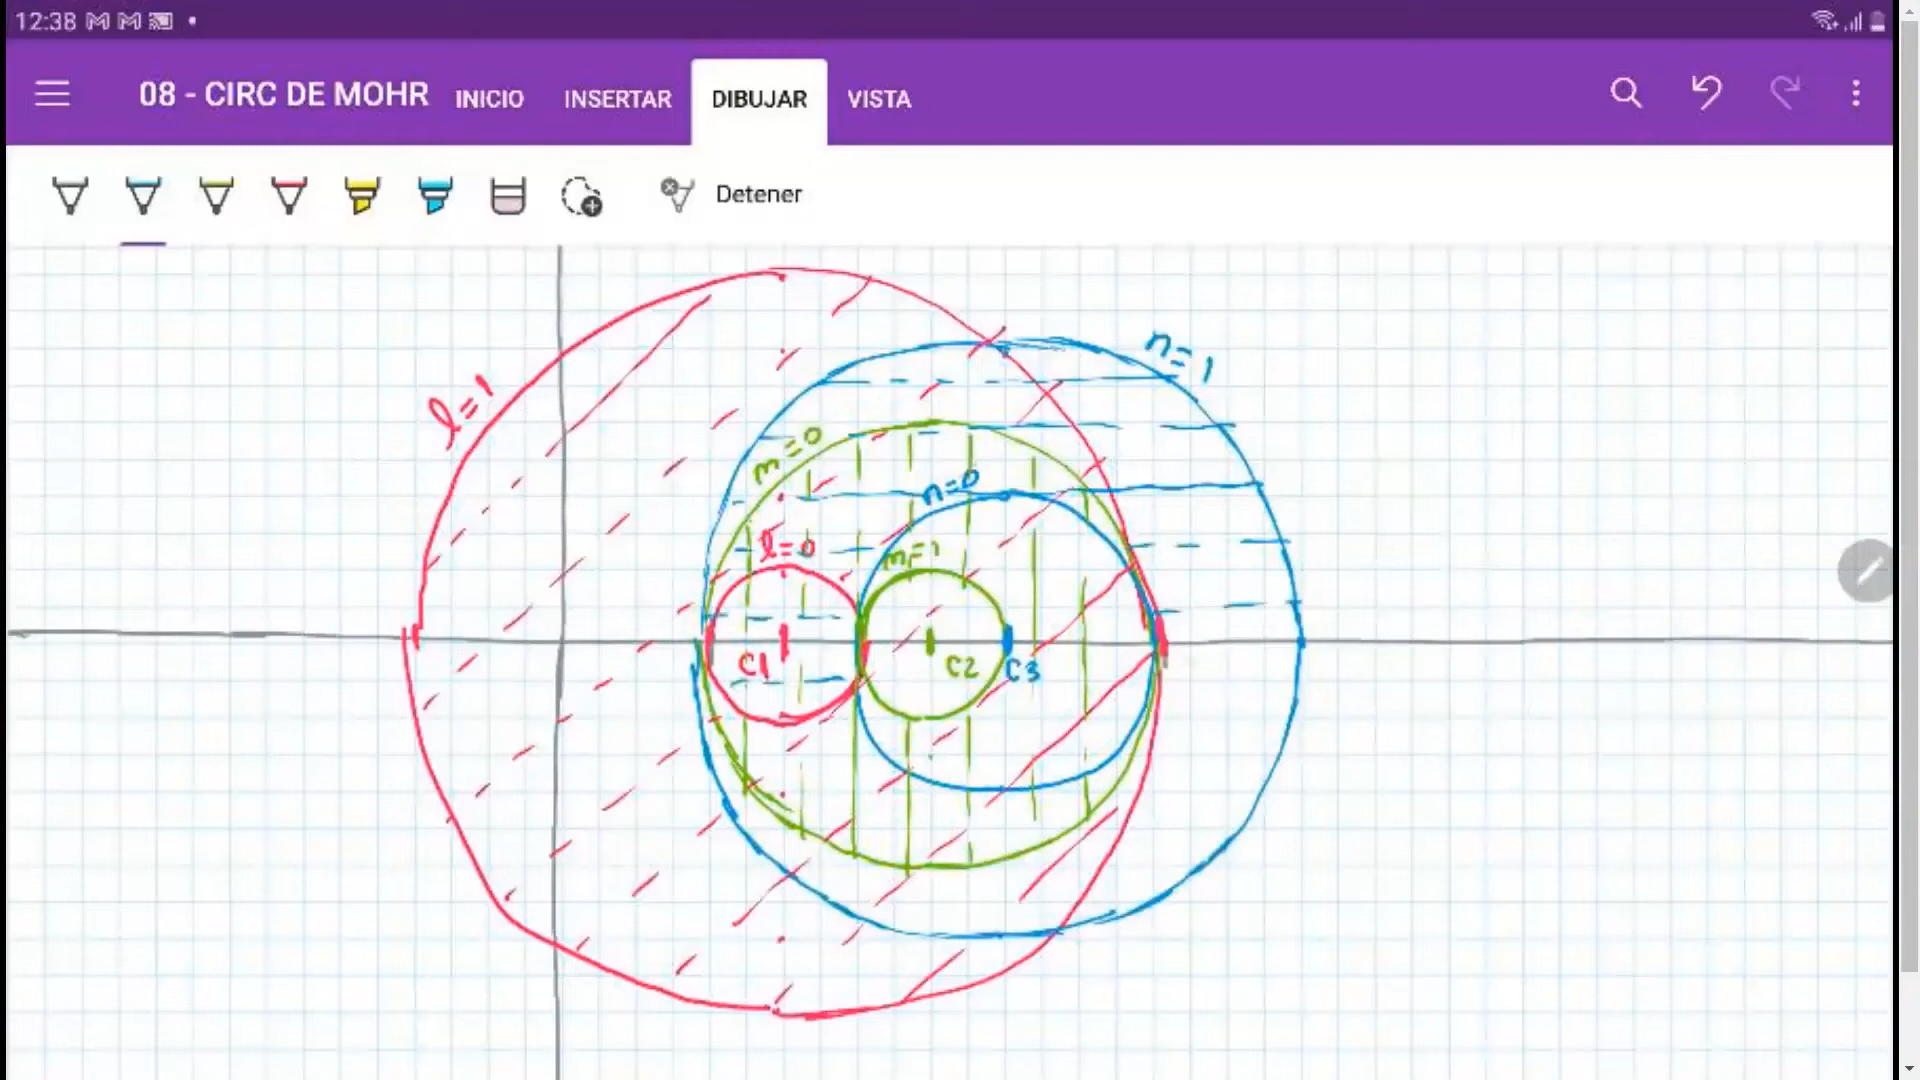 12:38
08 - CIRC DE MOHR INICIO INSERTAR DIBUJAR VISTA
Detener
n=1
l=1
m=0
n=0
l=0
m=1
C1
C2
C3